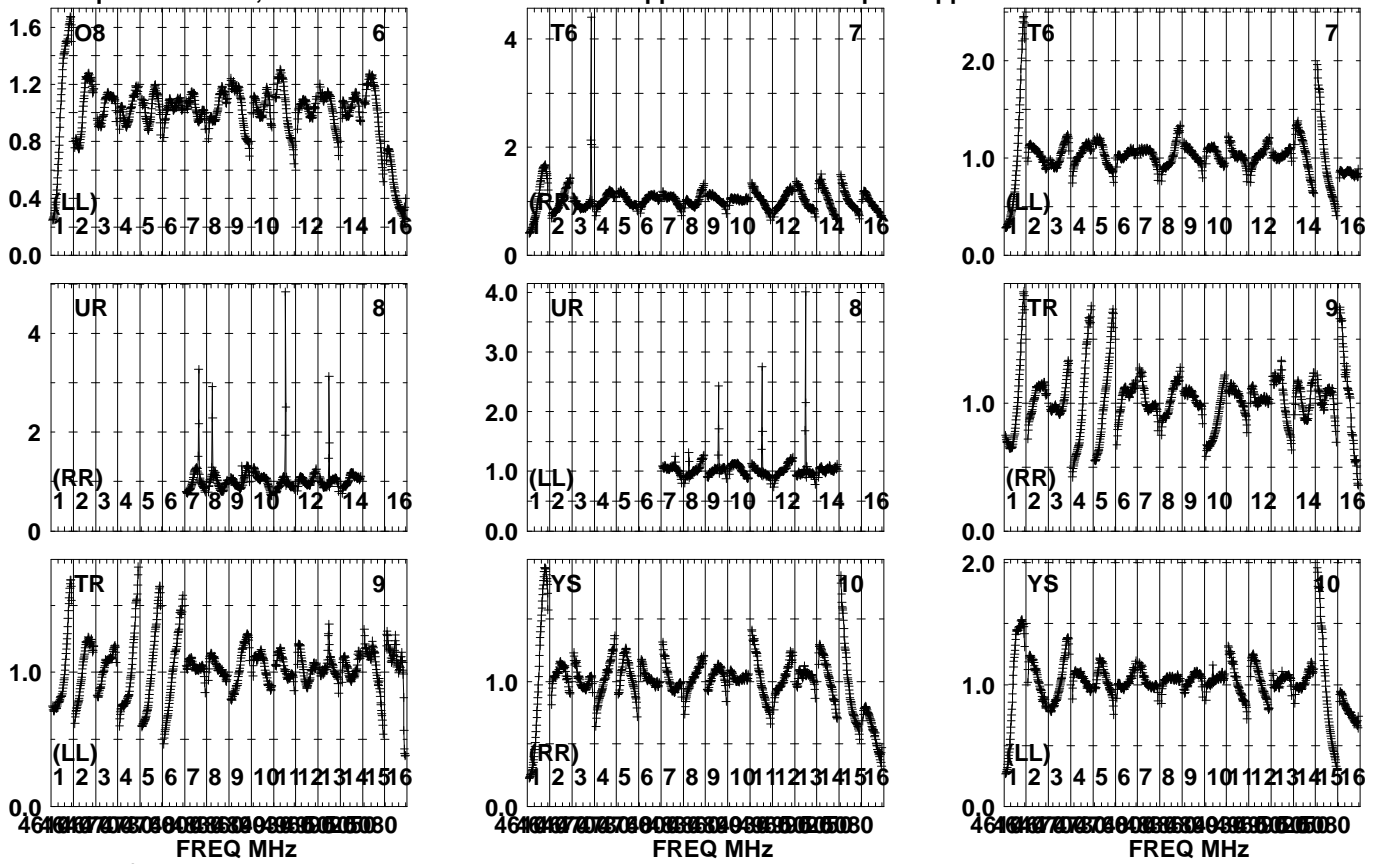 1.6 O8 6
1.2
0.8
0.4 (LL)
1 2 3 4 5 6 7 8 9 10 12 14 16
0.0
4 T6 7
2
(RR)
1 2 3 4 5 6 7 8 9 10 12 14 16
0
T6 7
2.0
1.0
(LL)
1 2 3 4 5 6 7 8 9 10 12 14 16
0.0
UR 8
4
2
(RR)
1 2 3 4 5 6 7 8 9 10 12 14 16
0
4.0 UR 8
3.0
2.0
1.0
(LL)
1 2 3 4 5 6 7 8 9 10 12 14 16
0.0
TR 9
1.0
(RR)
1 2 3 4 5 6 7 8 9 10 12 14 16
0.0
TR 9
1.0
(LL)
1 2 3 4 5 6 7 8 9 10 11 12 13 14 15 16
0.0
FREQ MHz
YS 10
1.0
(RR)
1 2 3 4 5 6 7 8 9 10 11 12 13 14 15 16
0.0
FREQ MHz
2.0 YS 10
1.0
(LL)
1 2 3 4 5 6 7 8 9 10 11 12 13 14 15 16
0.0
FREQ MHz